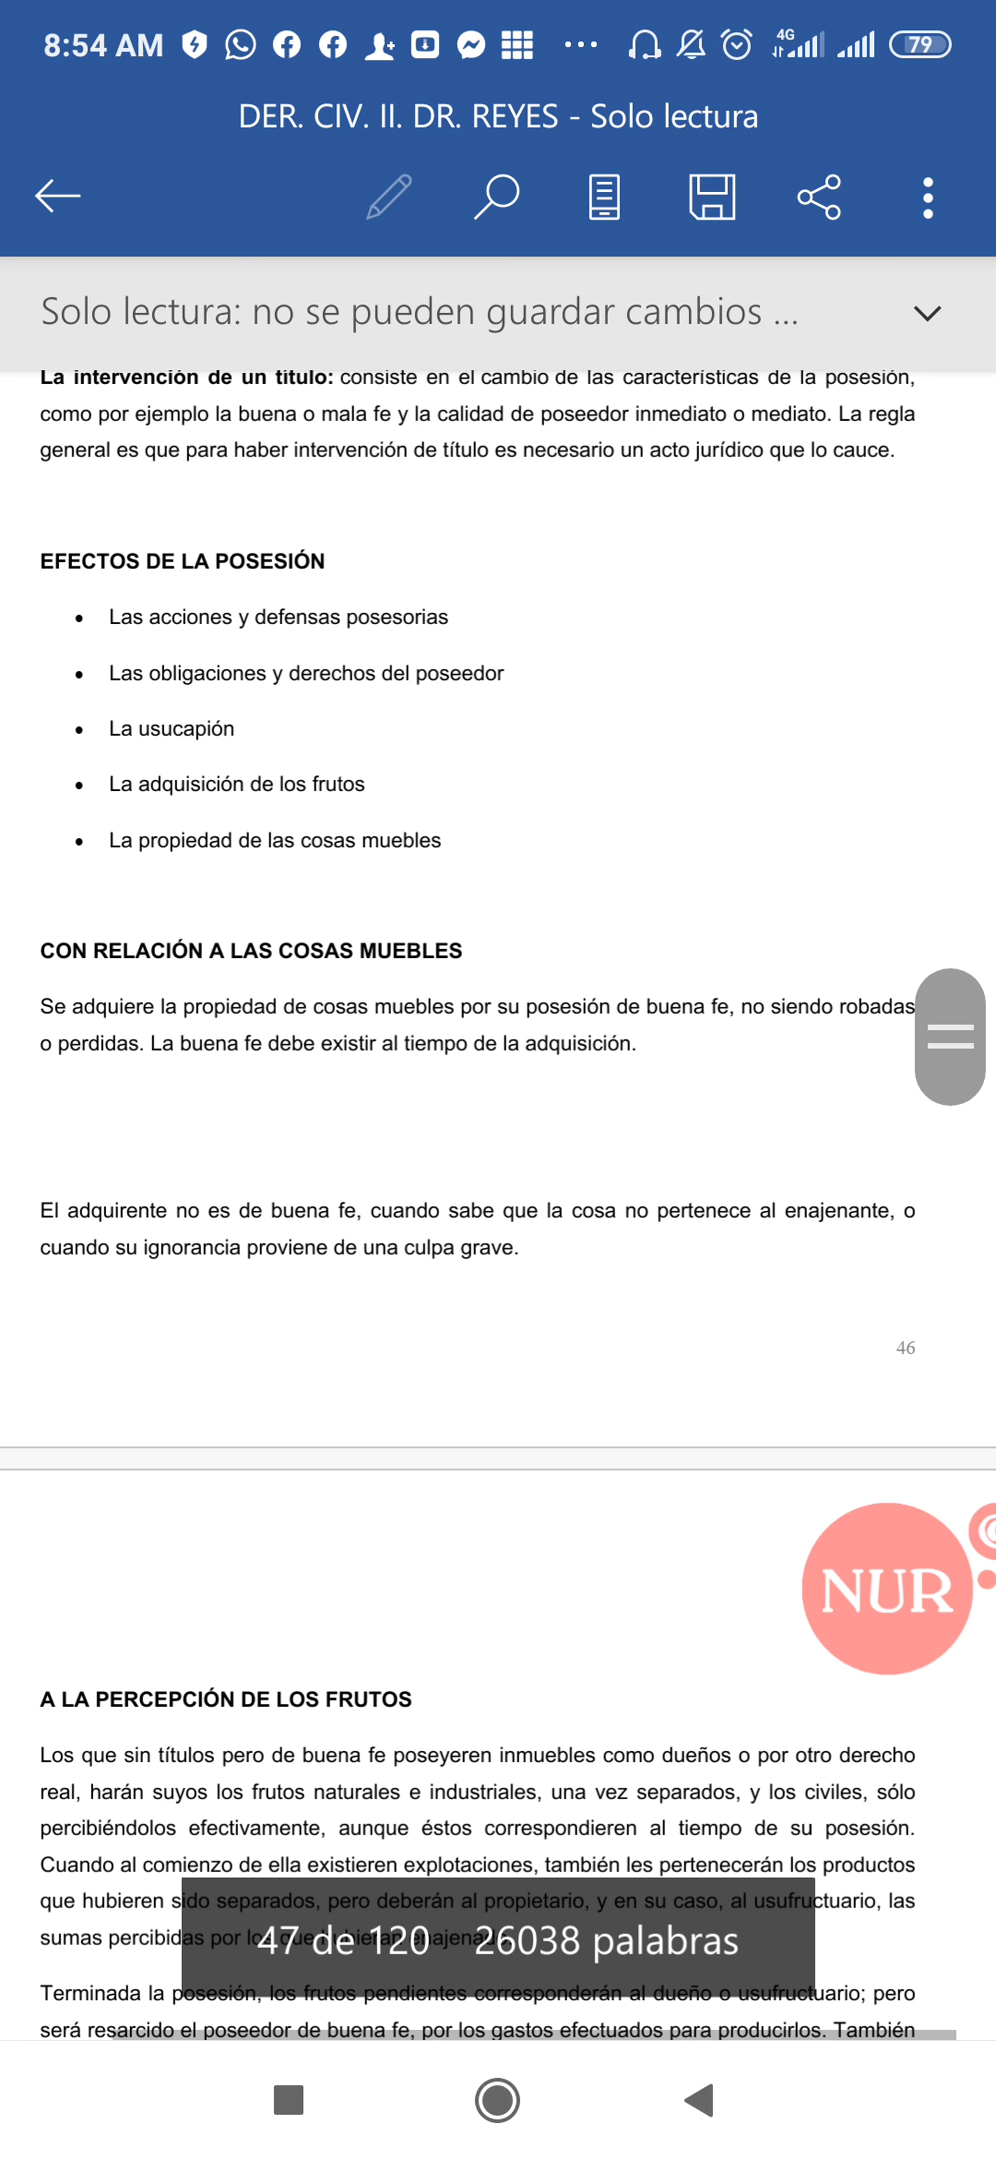 8:54 AM
4G
79
DER. CIV. II. DR. REYES - Solo lectura
Solo lectura: no se pueden guardar cambios ...
La intervención de un titulo: consiste en el cambio de las características de la posesión,
como por ejemplo la buena o mala fe y la calidad de poseedor inmediato o mediato. La regla
general es que para haber intervención de título es necesario un acto jurídico que lo cauce.
EFECTOS DE LA POSESIÓN
• Las acciones y defensas posesorias
• Las obligaciones y derechos del poseedor
• La usucapión
• La adquisición de los frutos
• La propiedad de las cosas muebles
CON RELACIÓN A LAS COSAS MUEBLES
Se adquiere la propiedad de cosas muebles por su posesión de buena fe, no siendo robadas
o perdidas. La buena fe debe existir al tiempo de la adquisición.
El adquirente no es de buena fe, cuando sabe que la cosa no pertenece al enajenante, o
cuando su ignorancia proviene de una culpa grave.
46
NUR
A LA PERCEPCIÓN DE LOS FRUTOS
Los que sin títulos pero de buena fe poseyeren inmuebles como dueños o por otro derecho
real, harán suyos los frutos naturales e industriales, una vez separados, y los civiles, sólo
percibiéndolos efectivamente, aunque éstos correspondieren al tiempo de su posesión.
Cuando al comienzo de ella existieren explotaciones, también les pertenecerán los productos
que hubieren sido separados, pero deberán al propietario, y en su caso, al usufructuario, las
sumas percibidas por los que hubieran enajenado.
47 de 120 26038 palabras
Terminada la posesión, los frutos pendientes corresponderán al dueño o usufructuario; pero
será resarcido el poseedor de buena fe, por los gastos efectuados para producirlos. También